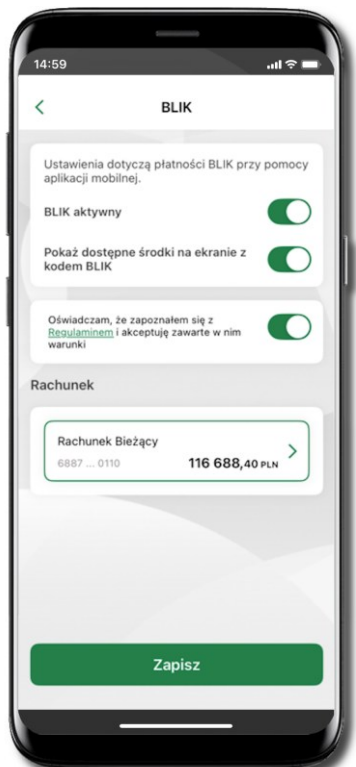 14:59
BLIK
Ustawienia dotyczą płatności BLIK przy pomocy
aplikacji mobilnej.
BLIK aktywny
Pokaż dostępne środki na ekranie z
kodem BLIK
Oświadczam, że zapoznałem się z
Regulaminem i akceptuję zawarte w nim
warunki
Rachunek
Rachunek Bieżący
6887 ... 0110 116 688,40 PLN
Zapisz